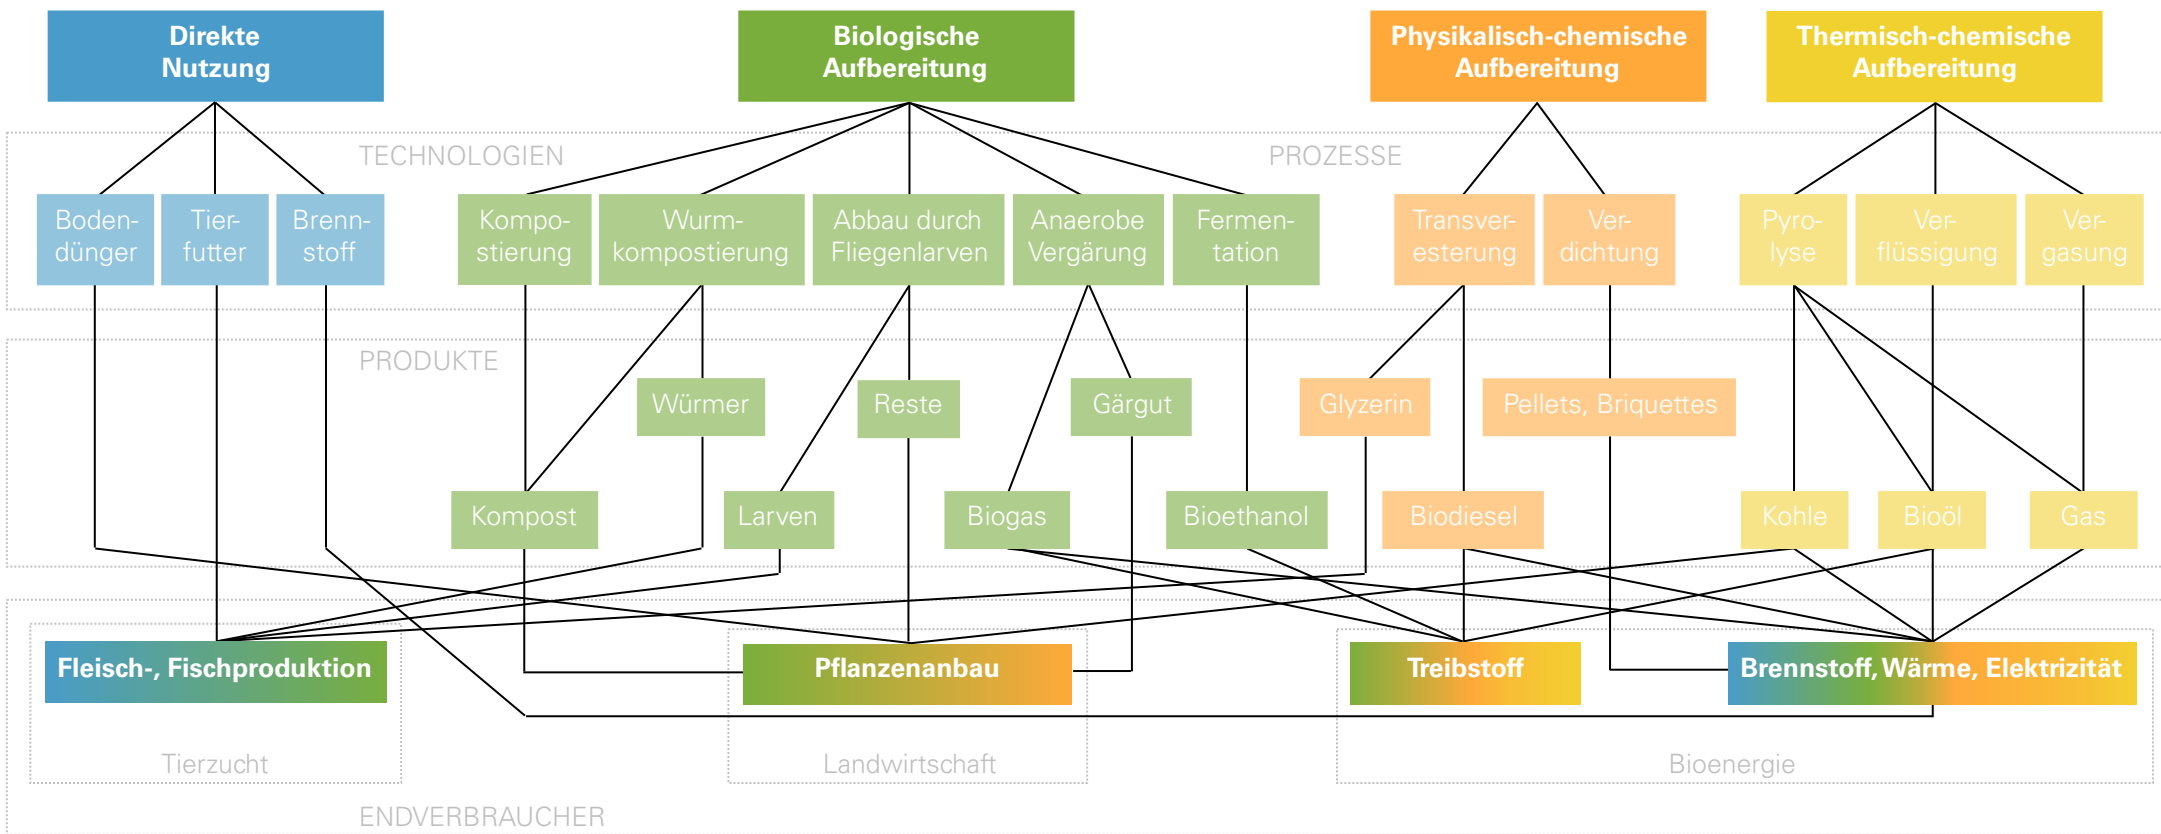 Direkte
Nutzung
Biologische
Aufbereitung
Physikalisch-chemische
Aufbereitung
Thermisch-chemische
Aufbereitung
TECHNOLOGIEN
PROZESSE
Boden-
dünger
Tier-
futter
Brenn-
stoff
Kompo-
stierung
Wurm-
kompostierung
Abbau durch
Fliegenlarven
Anaerobe
Vergärung
Fermen-
tation
Transver-
esterung
Ver-
dichtung
Pyro-
lyse
Ver-
flüssigung
Ver-
gasung
PRODUKTE
Würmer
Reste
Gärgut
Glyzerin
Pellets, Briquettes
Kompost
Larven
Biogas
Bioethanol
Biodiesel
Kohle
Bioöl
Gas
Fleisch-, Fischproduktion
Pflanzenanbau
Treibstoff
Brennstoff, Wärme, Elektrizität
Tierzucht
Landwirtschaft
Bioenergie
ENDVERBRAUCHER